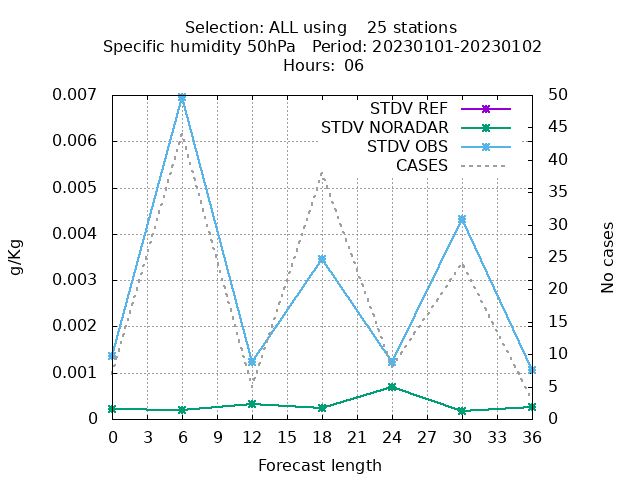 Selection: ALL using    25 stations
Specific humidity 50hPa   Period: 20230101-20230102
Hours: 06
STDV REF
STDV NORADAR
STDV OBS
CASES
0.007
0.006
0.005
0.004
0.003
0.002
0.001
0
g/Kg
50
45
40
35
30
25
20
15
10
5
0
No cases
0 3 6 9 12 15 18 21 24 27 30 33 36
Forecast length